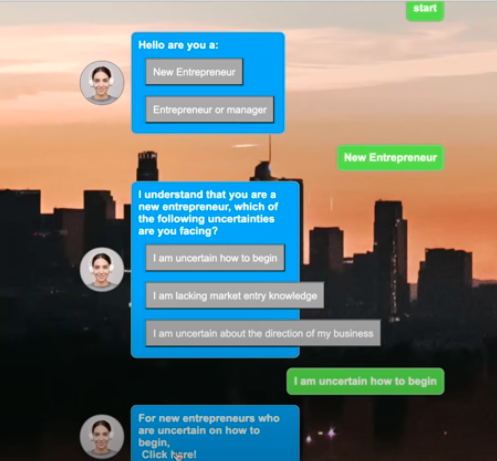 start
Hello are you a:
New Entrepreneur
Entrepreneur or manager
New Entrepreneur
I understand that you are a
new entrepreneur, which of
the following uncertainties
are you facing?
I am uncertain how to begin
I am lacking market entry knowledge
I am uncertain about the direction of my business
I am uncertain how to begin
For new entrepreneurs who
are uncertain on how to
begin,
Click here!